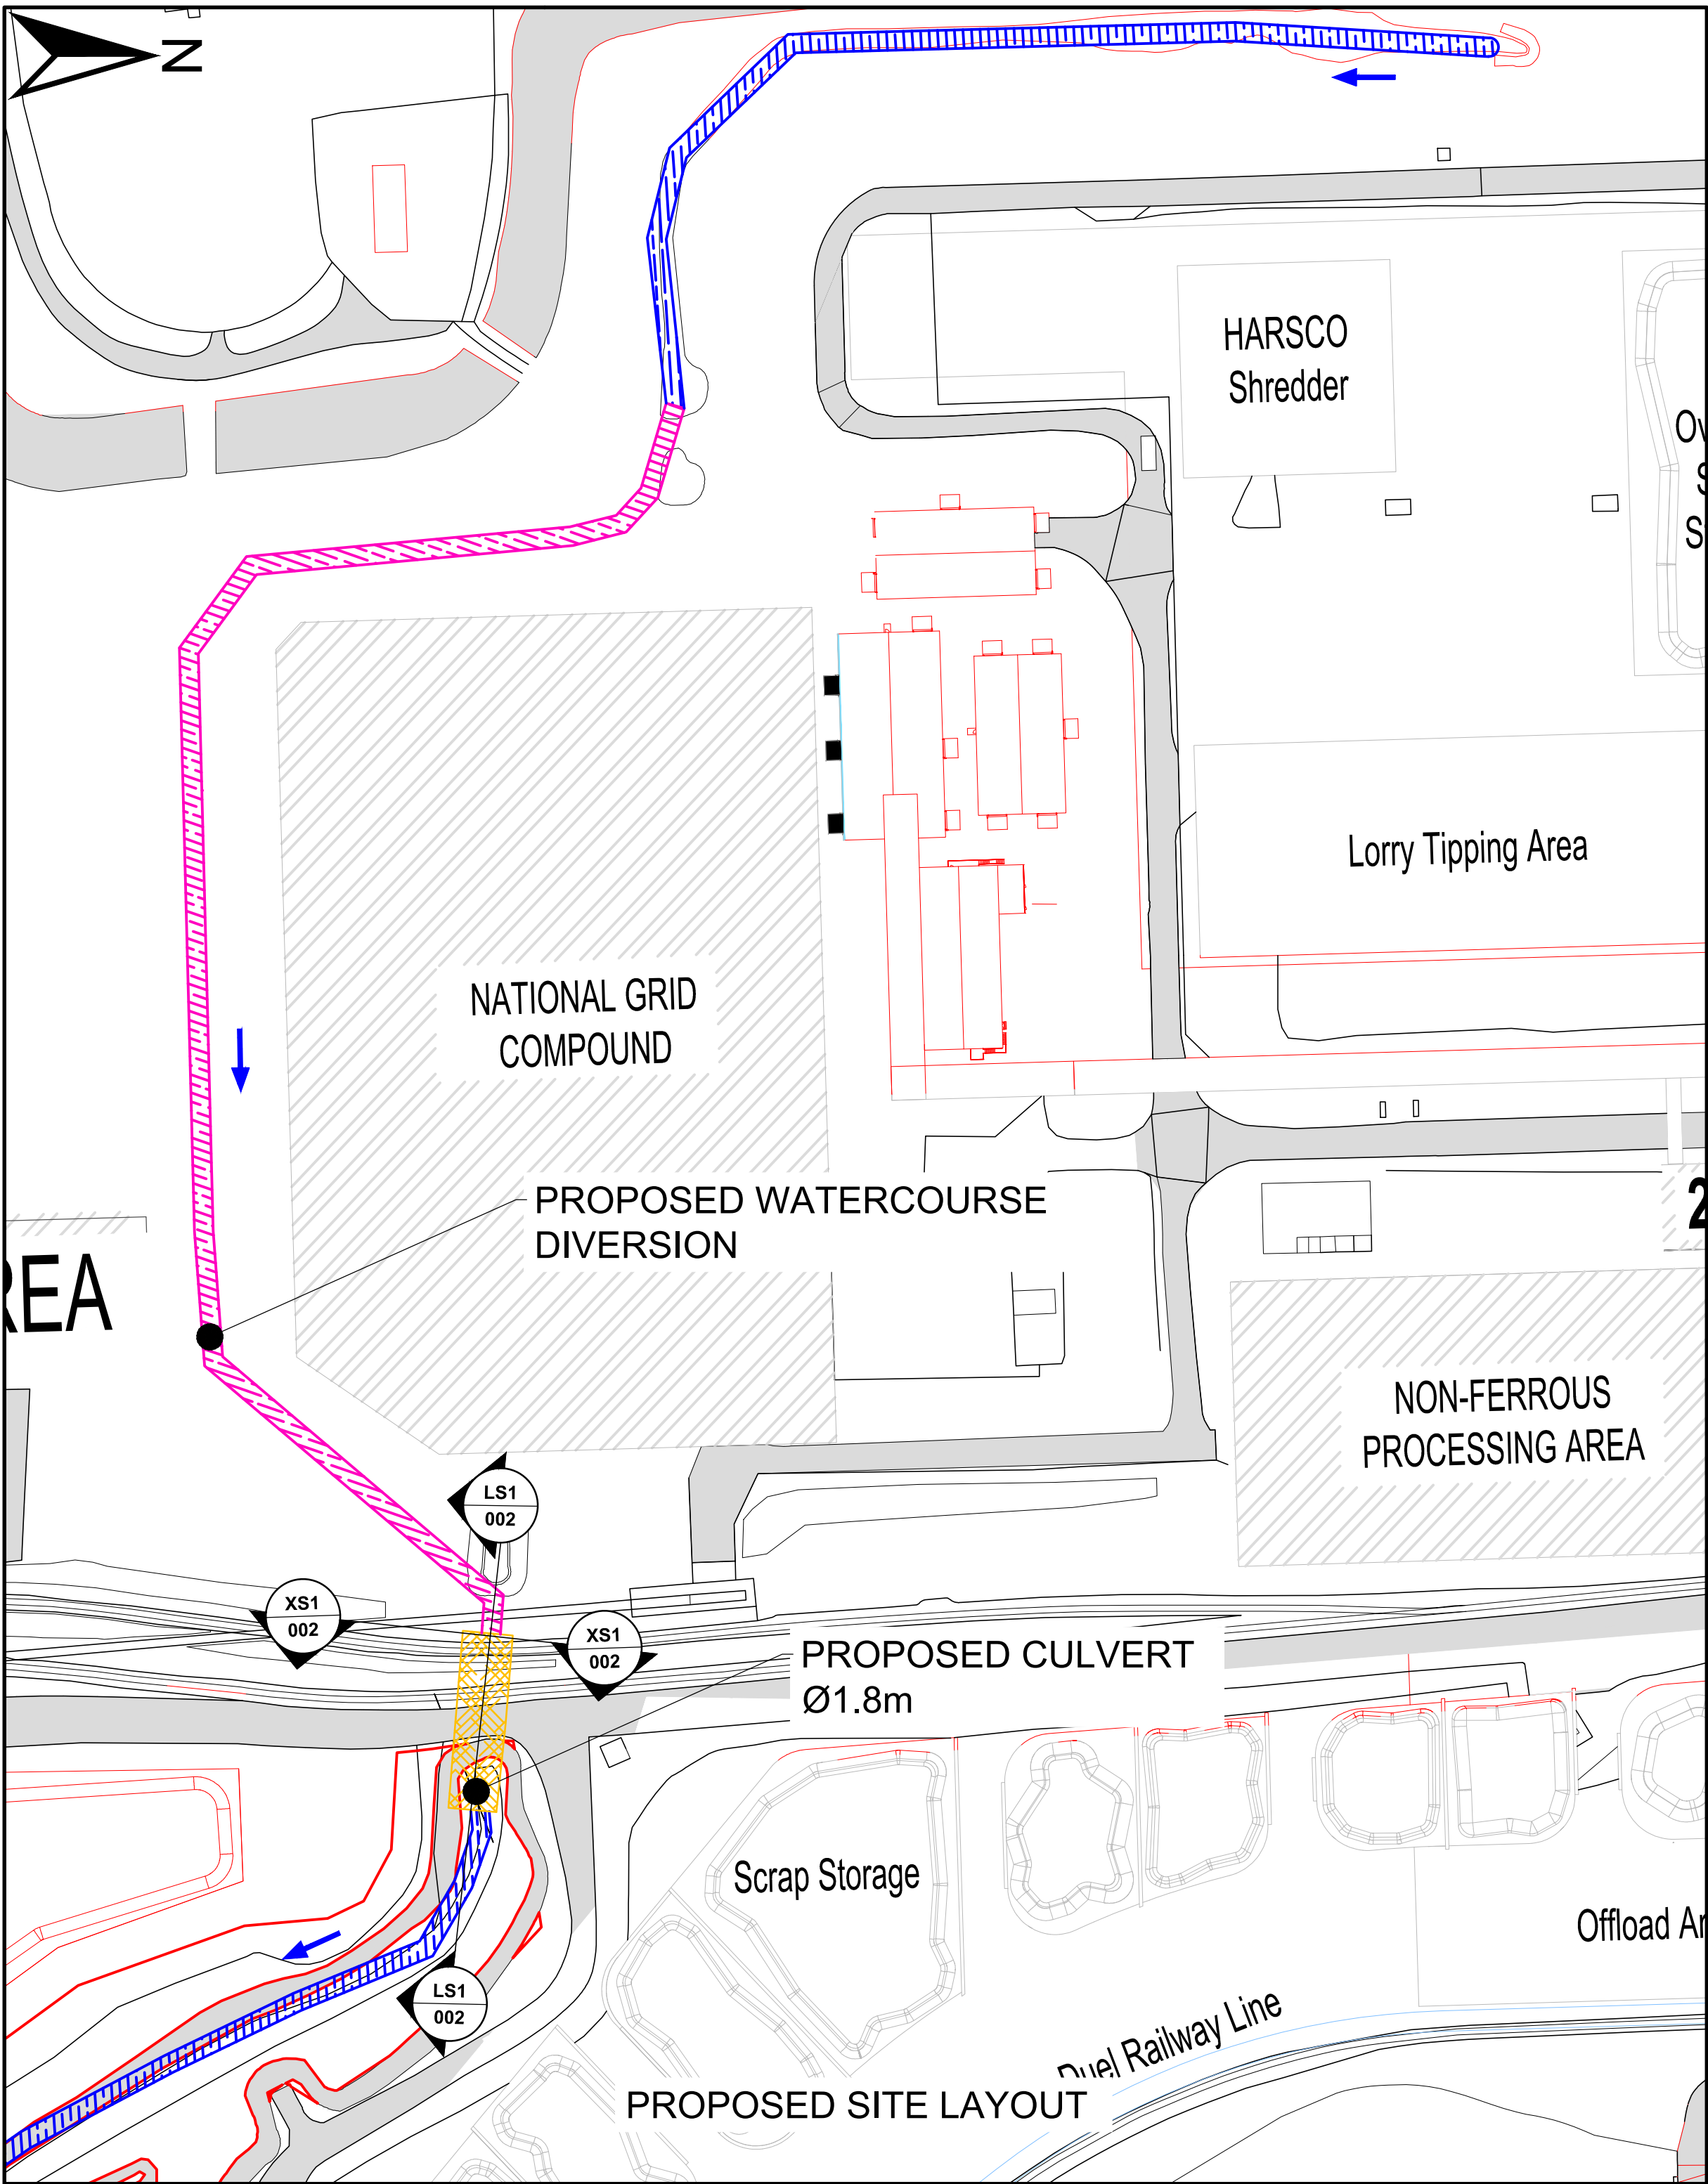 N
HARSCO
Shredder
Lorry Tipping Area
NATIONAL GRID
COMPOUND
PROPOSED WATERCOURSE
DIVERSION
REA
2
NON-FERROUS
PROCESSING AREA
LS1
002
XS1
002
XS1
002
PROPOSED CULVERT
Ø1.8m
Scrap Storage
Offload Ar
LS1
002
Duel Railway Line
PROPOSED SITE LAYOUT